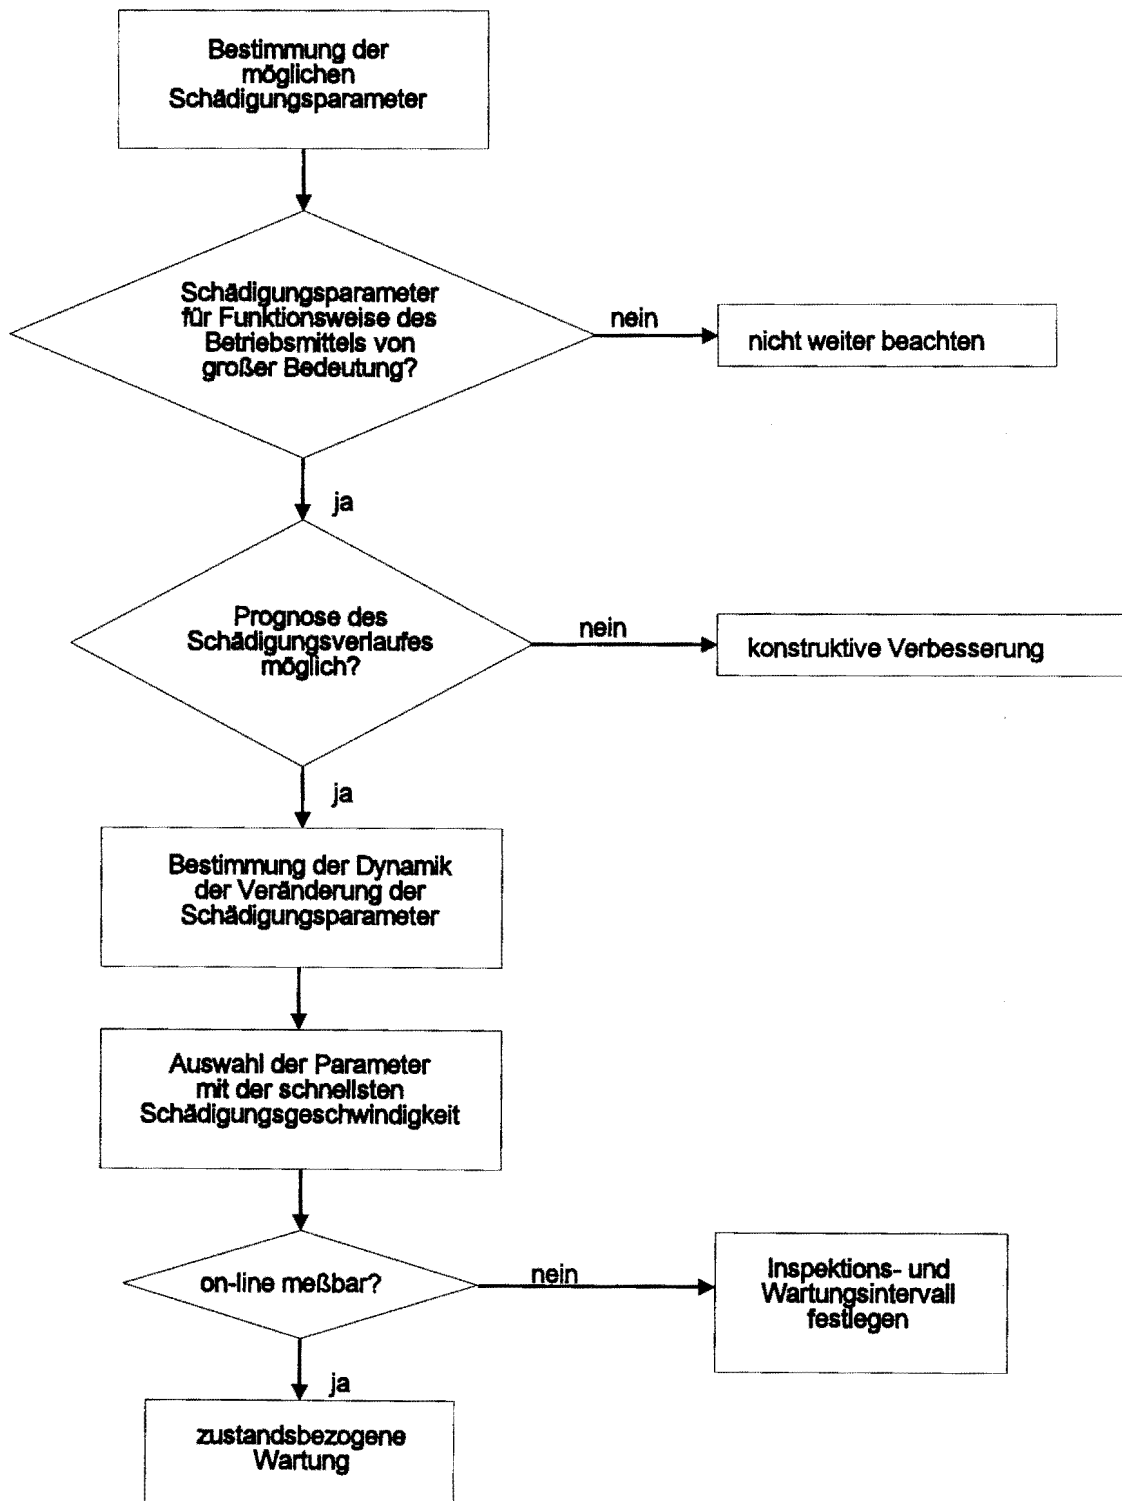 Bestimmung der
möglichen
Schädigungsparameter
Schädigungsparameter
für Funktionsweise des
Betriebsmittels von
großer Bedeutung?
nein
nicht weiter beachten
ja
Prognose des
Schädigungsverlaufes
möglich?
nein
konstruktive Verbesserung
ja
Bestimmung der Dynamik
der Veränderung der
Schädigungsparameter
Auswahl der Parameter
mit der schnellsten
Schädigungsgeschwindigkeit
on-line meßbar?
nein
Inspektions- und
Wartungsintervall
festlegen
ja
zustandsbezogene
Wartung